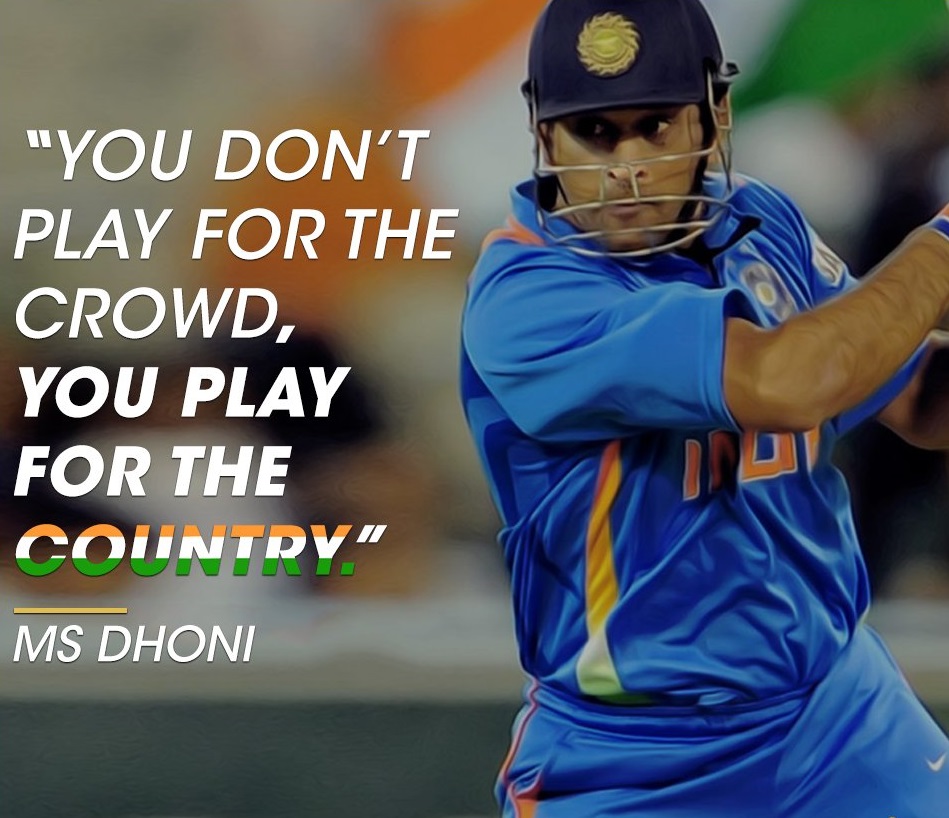 “YOU DON’T
PLAY FOR THE
CROWD,
YOU PLAY
FOR THE
COUNTRY.”
MS DHONI